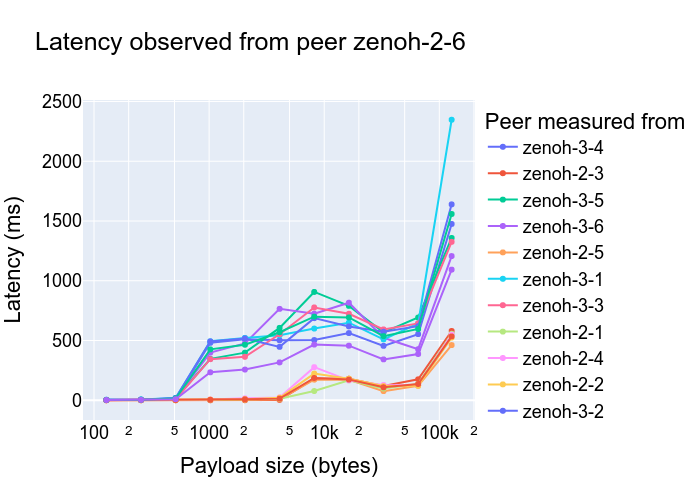 Latency observed from peer zenoh-2-6
Latency (ms)
2500
2000
1500
1000
500
0
100 2 5 1000 2 5 10k 2 5 100k 2
Payload size (bytes)
Peer measured from
zenoh-3-4
zenoh-2-3
zenoh-3-5
zenoh-3-6
zenoh-2-5
zenoh-3-1
zenoh-3-3
zenoh-2-1
zenoh-2-4
zenoh-2-2
zenoh-3-2